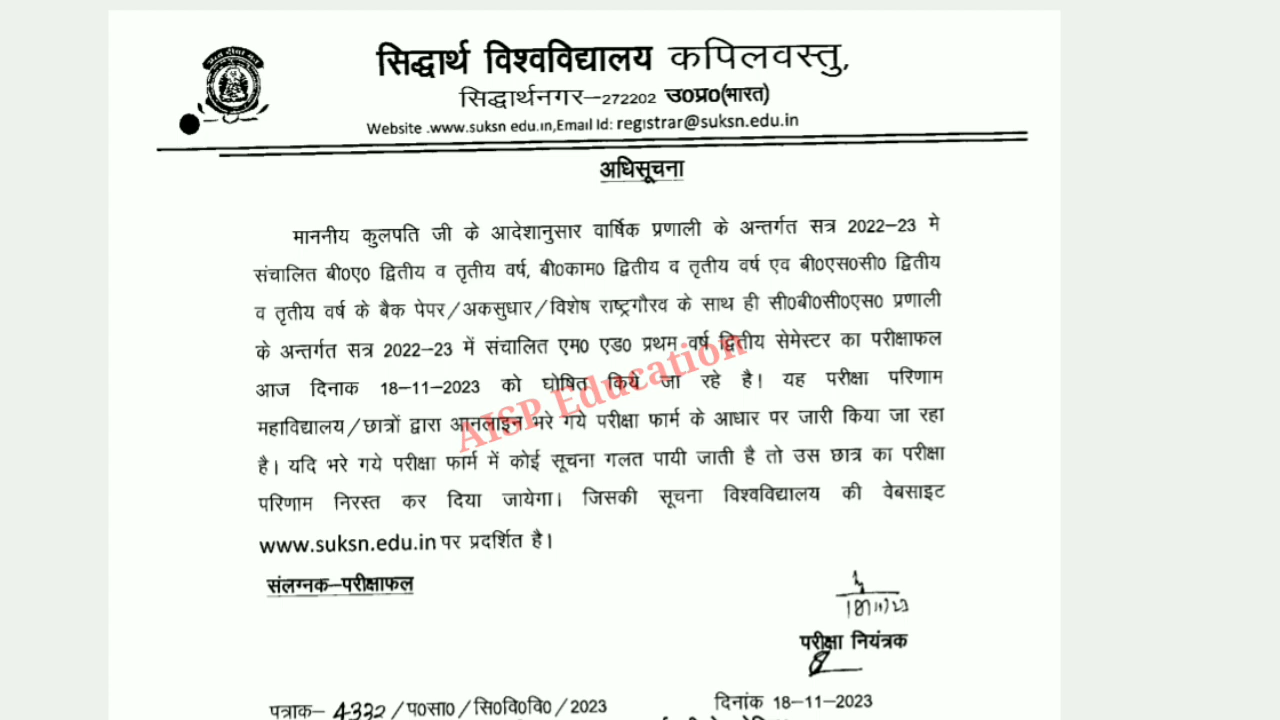 सिद्धार्थ विश्वविद्यालय कपिलवस्तु,
सिद्धार्थनगर–272202 उ0प्र0(भारत)
Website .www.suksn edu.in,Email Id: registrar@suksn.edu.in
अधिसूचना
माननीय कुलपति जी के आदेशानुसार वार्षिक प्रणाली के अन्तर्गत सत्र 2022–23 मे
संचालित बी0ए0 द्वितीय व तृतीय वर्ष, बी0काम0 द्वितीय व तृतीय वर्ष एव बी0एस0सी0 द्वितीय
व तृतीय वर्ष के बैक पेपर/अकसुधार/विशेष राष्ट्रगौरव के साथ ही सी0बी0सी0एस0 प्रणाली
के अन्तर्गत सत्र 2022–23 में संचालित एम0 एड0 प्रथम वर्ष द्वितीय सेमेस्टर का परीक्षाफल
आज दिनाक 18–11–2023 को घोषित किये जा रहे है। यह परीक्षा परिणाम
महाविद्यालय/छात्रों द्वारा आनलाइन भरे गये परीक्षा फार्म के आधार पर जारी किया जा रहा
है। यदि भरे गये परीक्षा फार्म में कोई सूचना गलत पायी जाती है तो उस छात्र का परीक्षा
परिणाम निरस्त कर दिया जायेगा। जिसकी सूचना विश्वविद्यालय की वेबसाइट
www.suksn.edu.in पर प्रदर्शित है।
AISP Education
संलग्नक–परीक्षाफल
18/11/23
परीक्षा नियंत्रक
पत्राक– 4332/प0सा0/सि0वि0वि0/2023 दिनांक 18–11–2023